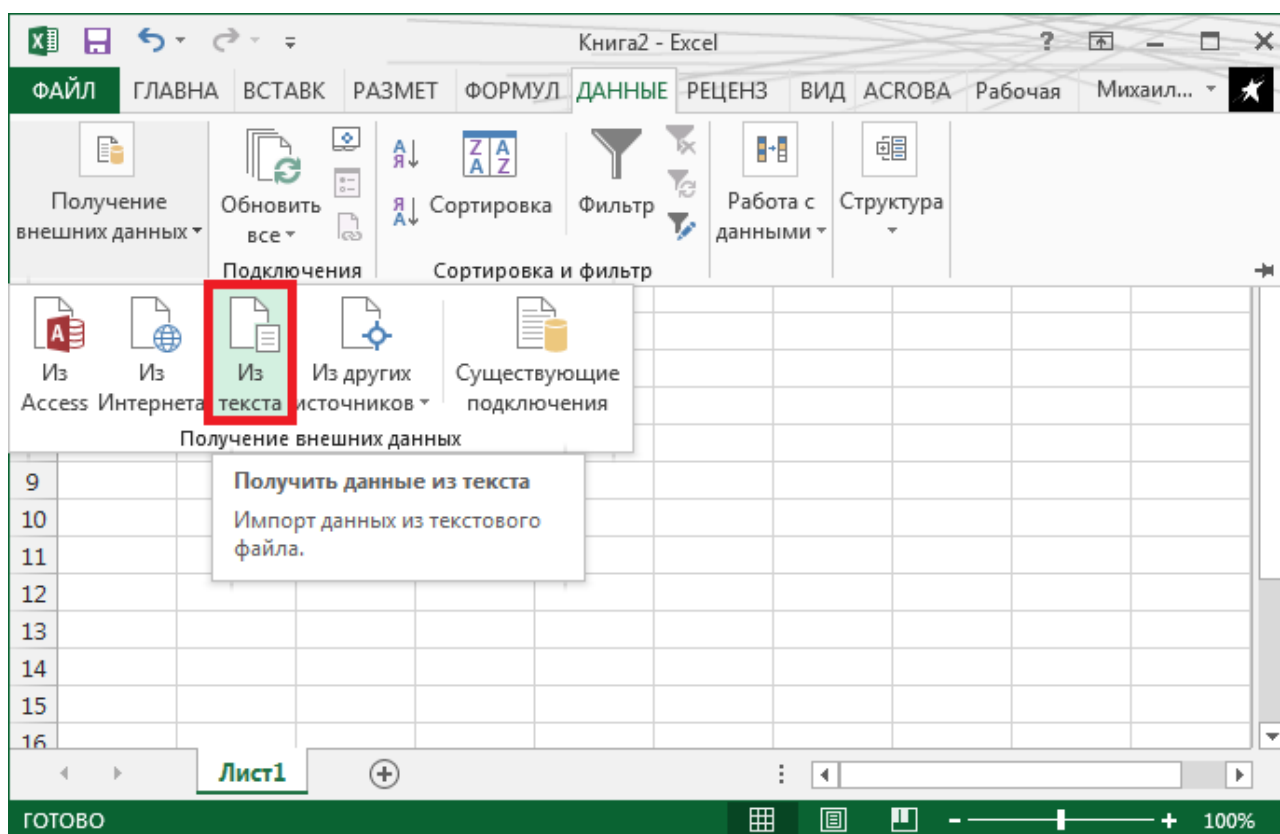 Книга2 - Excel
ФАЙЛ ГЛАВНА ВСТАВК РАЗМЕТ ФОРМУЛ ДАННЫЕ РЕЦЕНЗ ВИД ACROBA Рабочая Михаил...
Получение
внешних данных
Обновить
все
Подключения
Сортировка
Фильтр
Сортировка и фильтр
Работа с
данными
Структура
Из
Access
Из
Интернета
Из
текста
Из других
источников
Существующие
подключения
Получение внешних данных
Получить данные из текста
Импорт данных из текстового
файла.
9
10
11
12
13
14
15
16
Лист1
ГОТОВО
100%